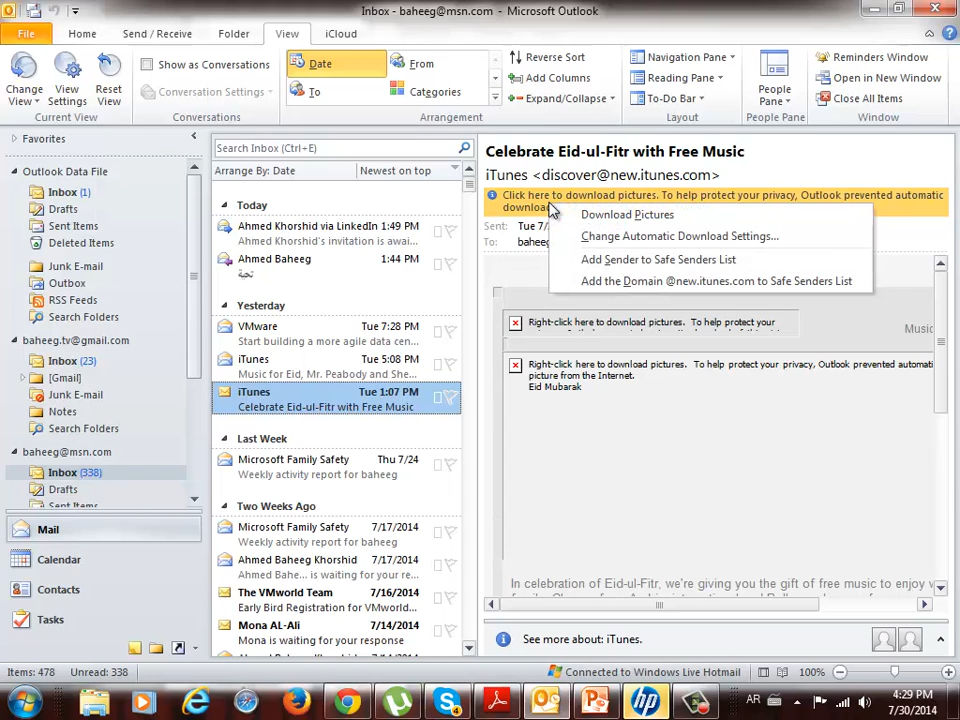 Inbox - baheeg@msn.com - Microsoft Outlook
File Home Send / Receive Folder View iCloud
Change View View Settings Reset View
Current View
Show as Conversations
Conversation Settings
Conversations
Date From
To Categories
Arrangement
Reverse Sort
Add Columns
Expand/Collapse
Navigation Pane
Reading Pane
To-Do Bar
Layout
People Pane
People Pane
Reminders Window
Open in New Window
Close All Items
Window
Favorites
Outlook Data File
Inbox (1)
Drafts
Sent Items
Deleted Items
Junk E-mail
Outbox
RSS Feeds
Search Folders
baheeg.tv@gmail.com
Inbox (23)
[Gmail]
Junk E-mail
Notes
Search Folders
baheeg@msn.com
Inbox (338)
Drafts
Sent Items
Mail
Calendar
Contacts
Tasks
Search Inbox (Ctrl+E)
Arrange By: Date Newest on top
Today
Ahmed Khorshid via LinkedIn 1:49 PM
Ahmed Khorshid's invitation is awai...
Ahmed Baheeg 1:44 PM
تجبة
Yesterday
VMware Tue 7:28 PM
Start building a more agile data cen...
iTunes Tue 5:08 PM
Music for Eid, Mr. Peabody and She...
iTunes Tue 1:07 PM
Celebrate Eid-ul-Fitr with Free Music
Last Week
Microsoft Family Safety Thu 7/24
Weekly activity report for baheeg
Two Weeks Ago
Microsoft Family Safety 7/17/2014
Weekly activity report for baheeg
Ahmed Baheeg Khorshid 7/17/2014
Ahmed Bahe... is waiting for your re...
The VMworld Team 7/16/2014
Early Bird Registration for VMworld...
Mona AL-Ali 7/14/2014
Mona is waiting for your response
Celebrate Eid-ul-Fitr with Free Music
iTunes <discover@new.itunes.com>
Click here to download pictures. To help protect your privacy, Outlook prevented automatic
downloa
Sent: Tue 7/
To: baheeg
Download Pictures
Change Automatic Download Settings...
Add Sender to Safe Senders List
Add the Domain @new.itunes.com to Safe Senders List
Right-click here to download pictures. To help protect your
Music
Right-click here to download pictures. To help protect your privacy, Outlook prevented automati
picture from the Internet.
Eid Mubarak
In celebration of Eid-ul-Fitr, we're giving you the gift of free music to enjoy w
See more about: iTunes.
Items: 478 Unread: 338 Connected to Windows Live Hotmail 100%
AR 4:29 PM
7/30/2014